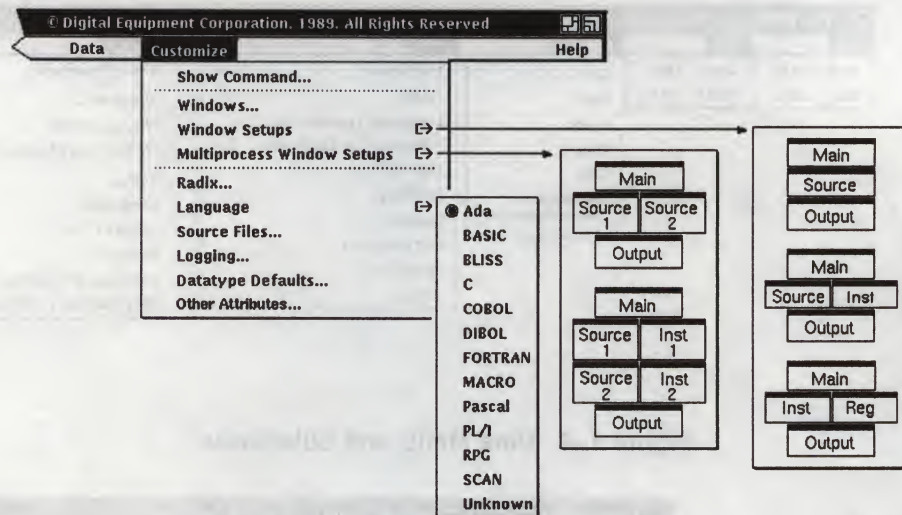 © Digital Equipment Corporation. 1989. All Rights Reserved
Data Customize Help
Show Command...
Windows...
Window Setups
Multiprocess Window Setups
Radix...
Language
Source Files...
Logging...
Datatype Defaults...
Other Attributes...
Ada
BASIC
BLISS
C
COBOL
DIBOL
FORTRAN
MACRO
Pascal
PL/I
RPG
SCAN
Unknown
Main
Source 1 Source 2
Output
Main
Source 1 Inst 1
Source 2 Inst 2
Output
Main
Source
Output
Main
Source Inst
Output
Main
Inst Reg
Output